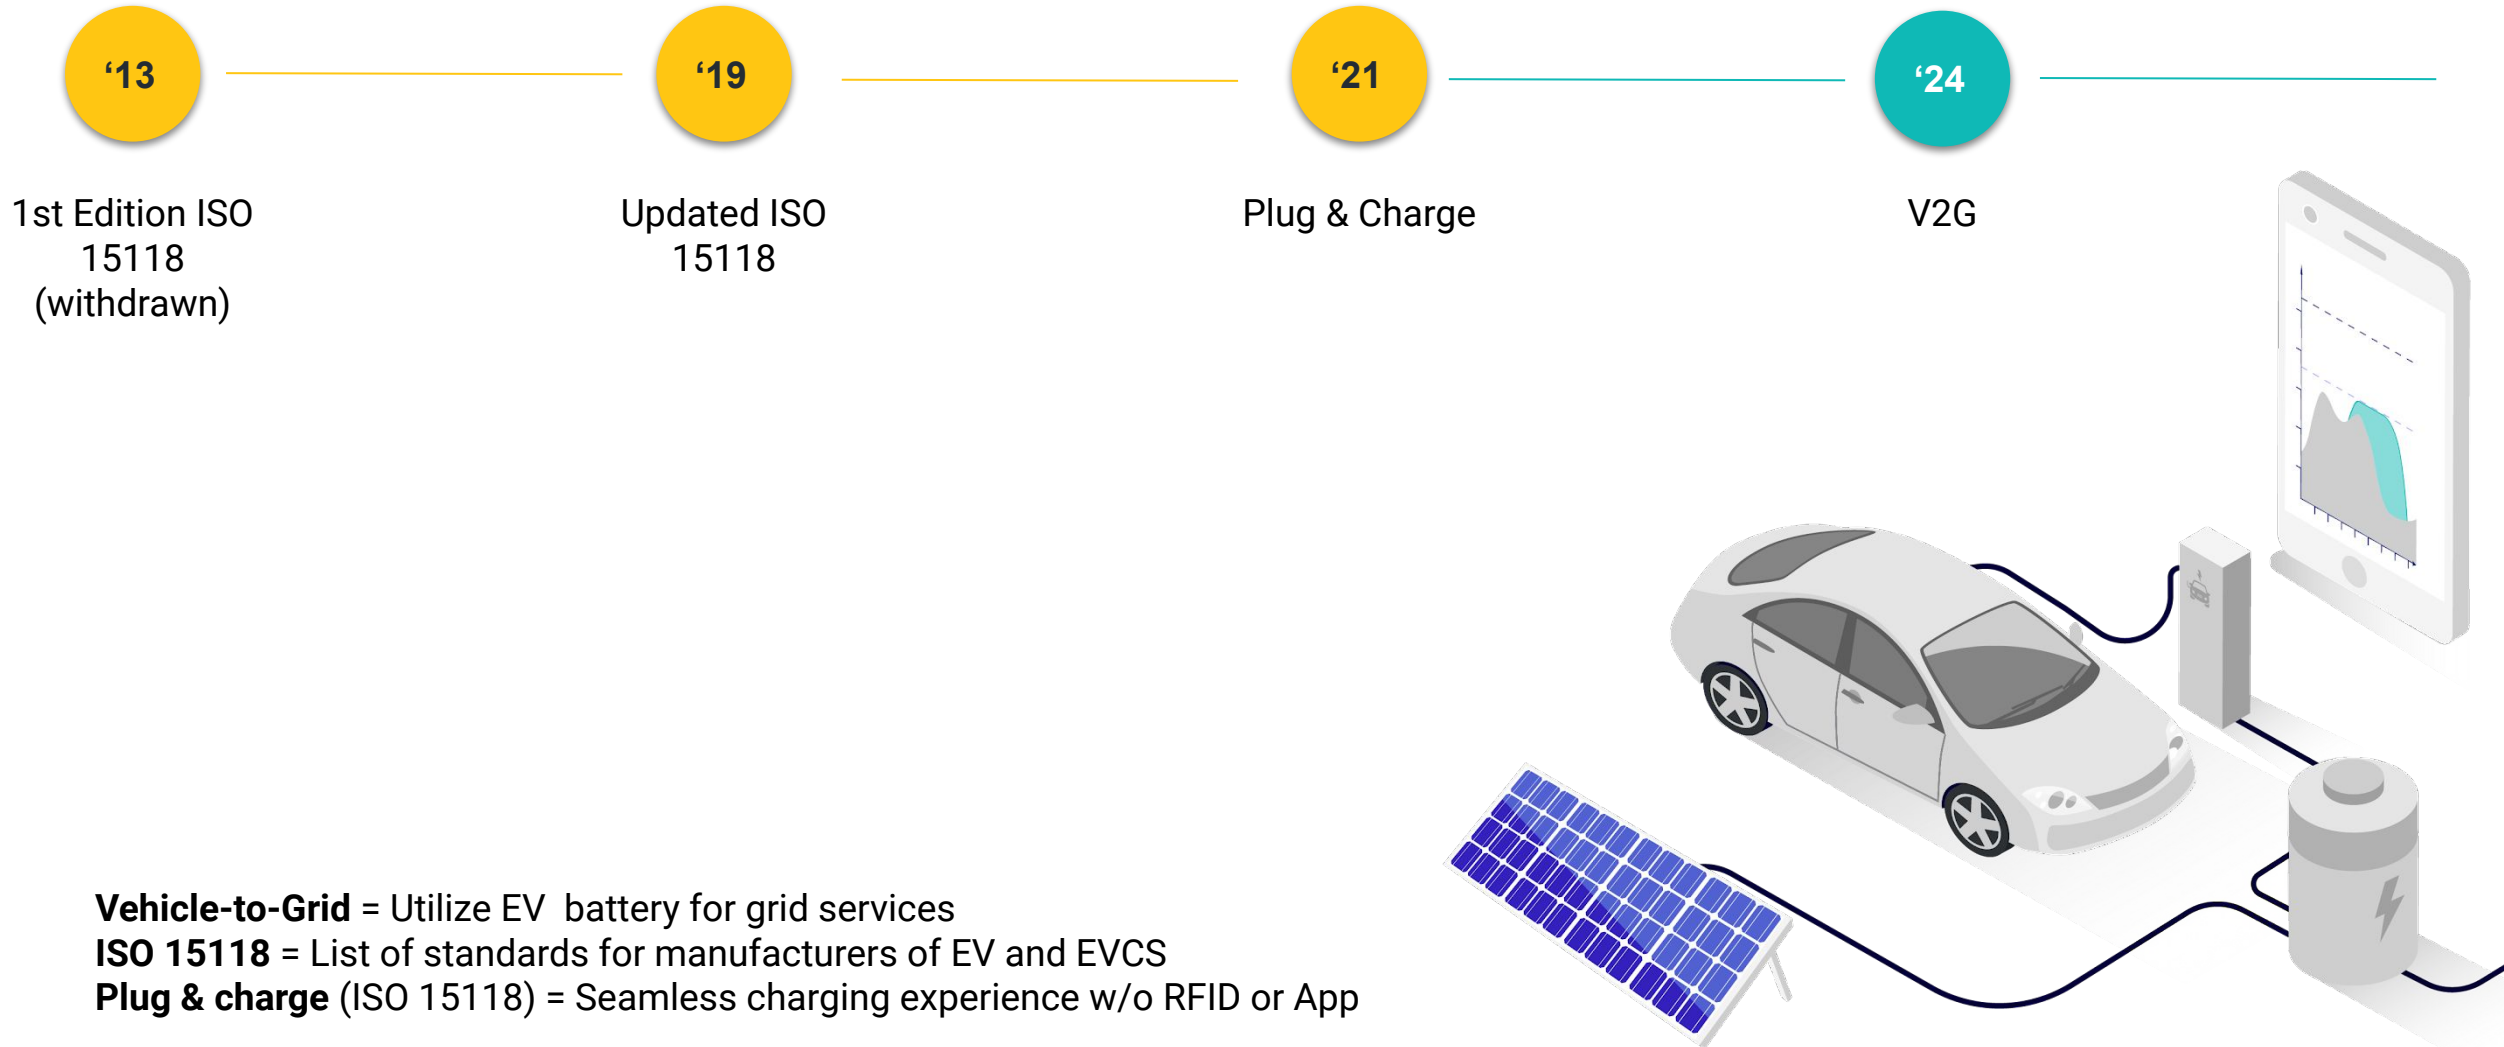 ‘13
‘19
‘21
‘24
1st Edition ISO
15118
(withdrawn)
Updated ISO
15118
Plug & Charge
V2G
Vehicle-to-Grid = Utilize EV  battery for grid services
ISO 15118 = List of standards for manufacturers of EV and EVCS
Plug & charge (ISO 15118) = Seamless charging experience w/o RFID or App